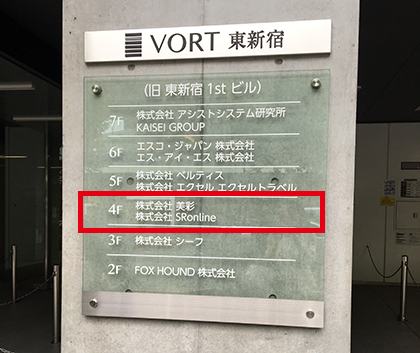 VORT 東新宿
(旧 東新宿 1st ビル)
7F 株式会社 アシストシステム研究所
KAISEI GROUP
6F エスコ・ジャパン 株式会社
エス・アイ・エス 株式会社
5F 株式会社 ベルティス
株式会社 エクセル エクセルトラベル
4F 株式会社 美彩
株式会社 SRonline
3F 株式会社 シーフ
2F FOX HOUND 株式会社